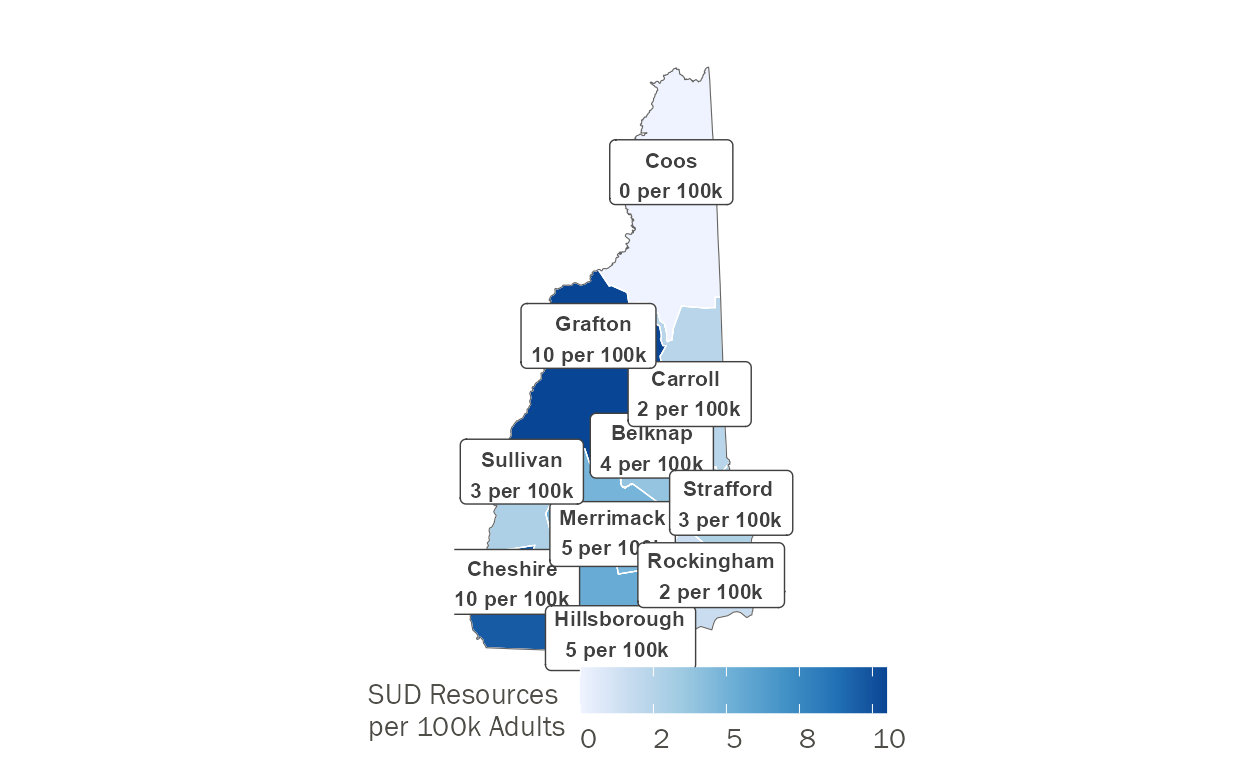 Coos
0 per 100k
Grafton
10 per 100k
Carroll
2 per 100k
Belknap
4 per 100k
Sullivan
3 per 100k
Strafford
3 per 100k
Merrimack
5 per 100k
Rockingham
2 per 100k
Cheshire
10 per 100k
Hillsborough
5 per 100k
SUD Resources
per 100k Adults
0 2 5 8 10